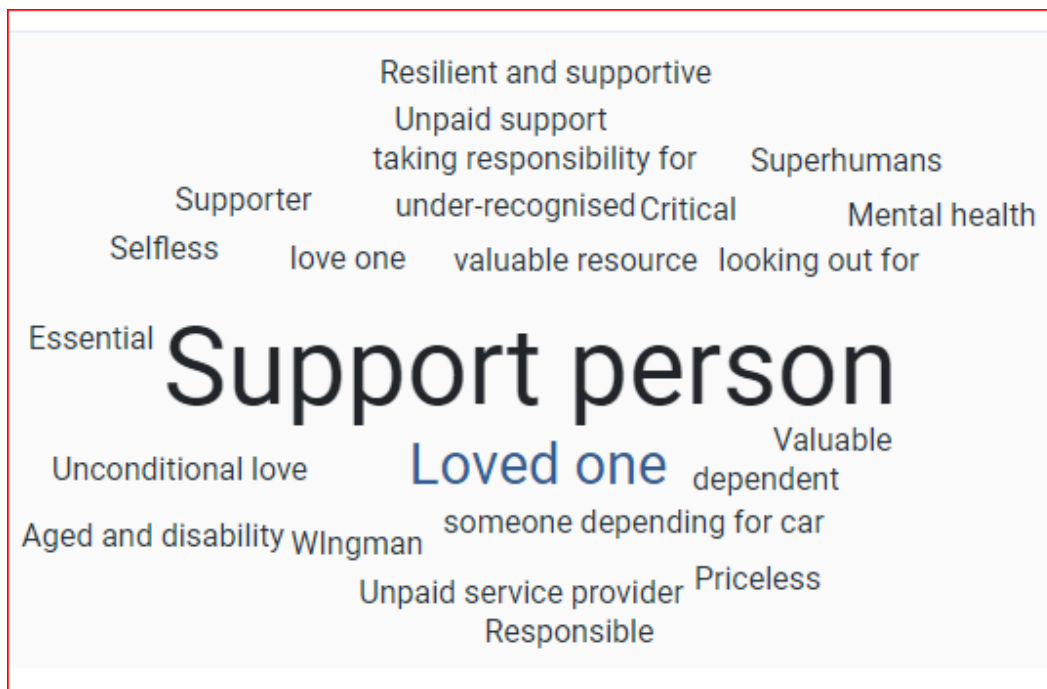 Resilient and supportive
Unpaid support
taking responsibility for
Superhumans
Supporter
under-recognised
Critical
Mental health
Selfless
love one
valuable resource
looking out for
Essential
Support person
Valuable
Unconditional love
Loved one
dependent
someone depending for car
Aged and disability
WIngman
Priceless
Unpaid service provider
Responsible